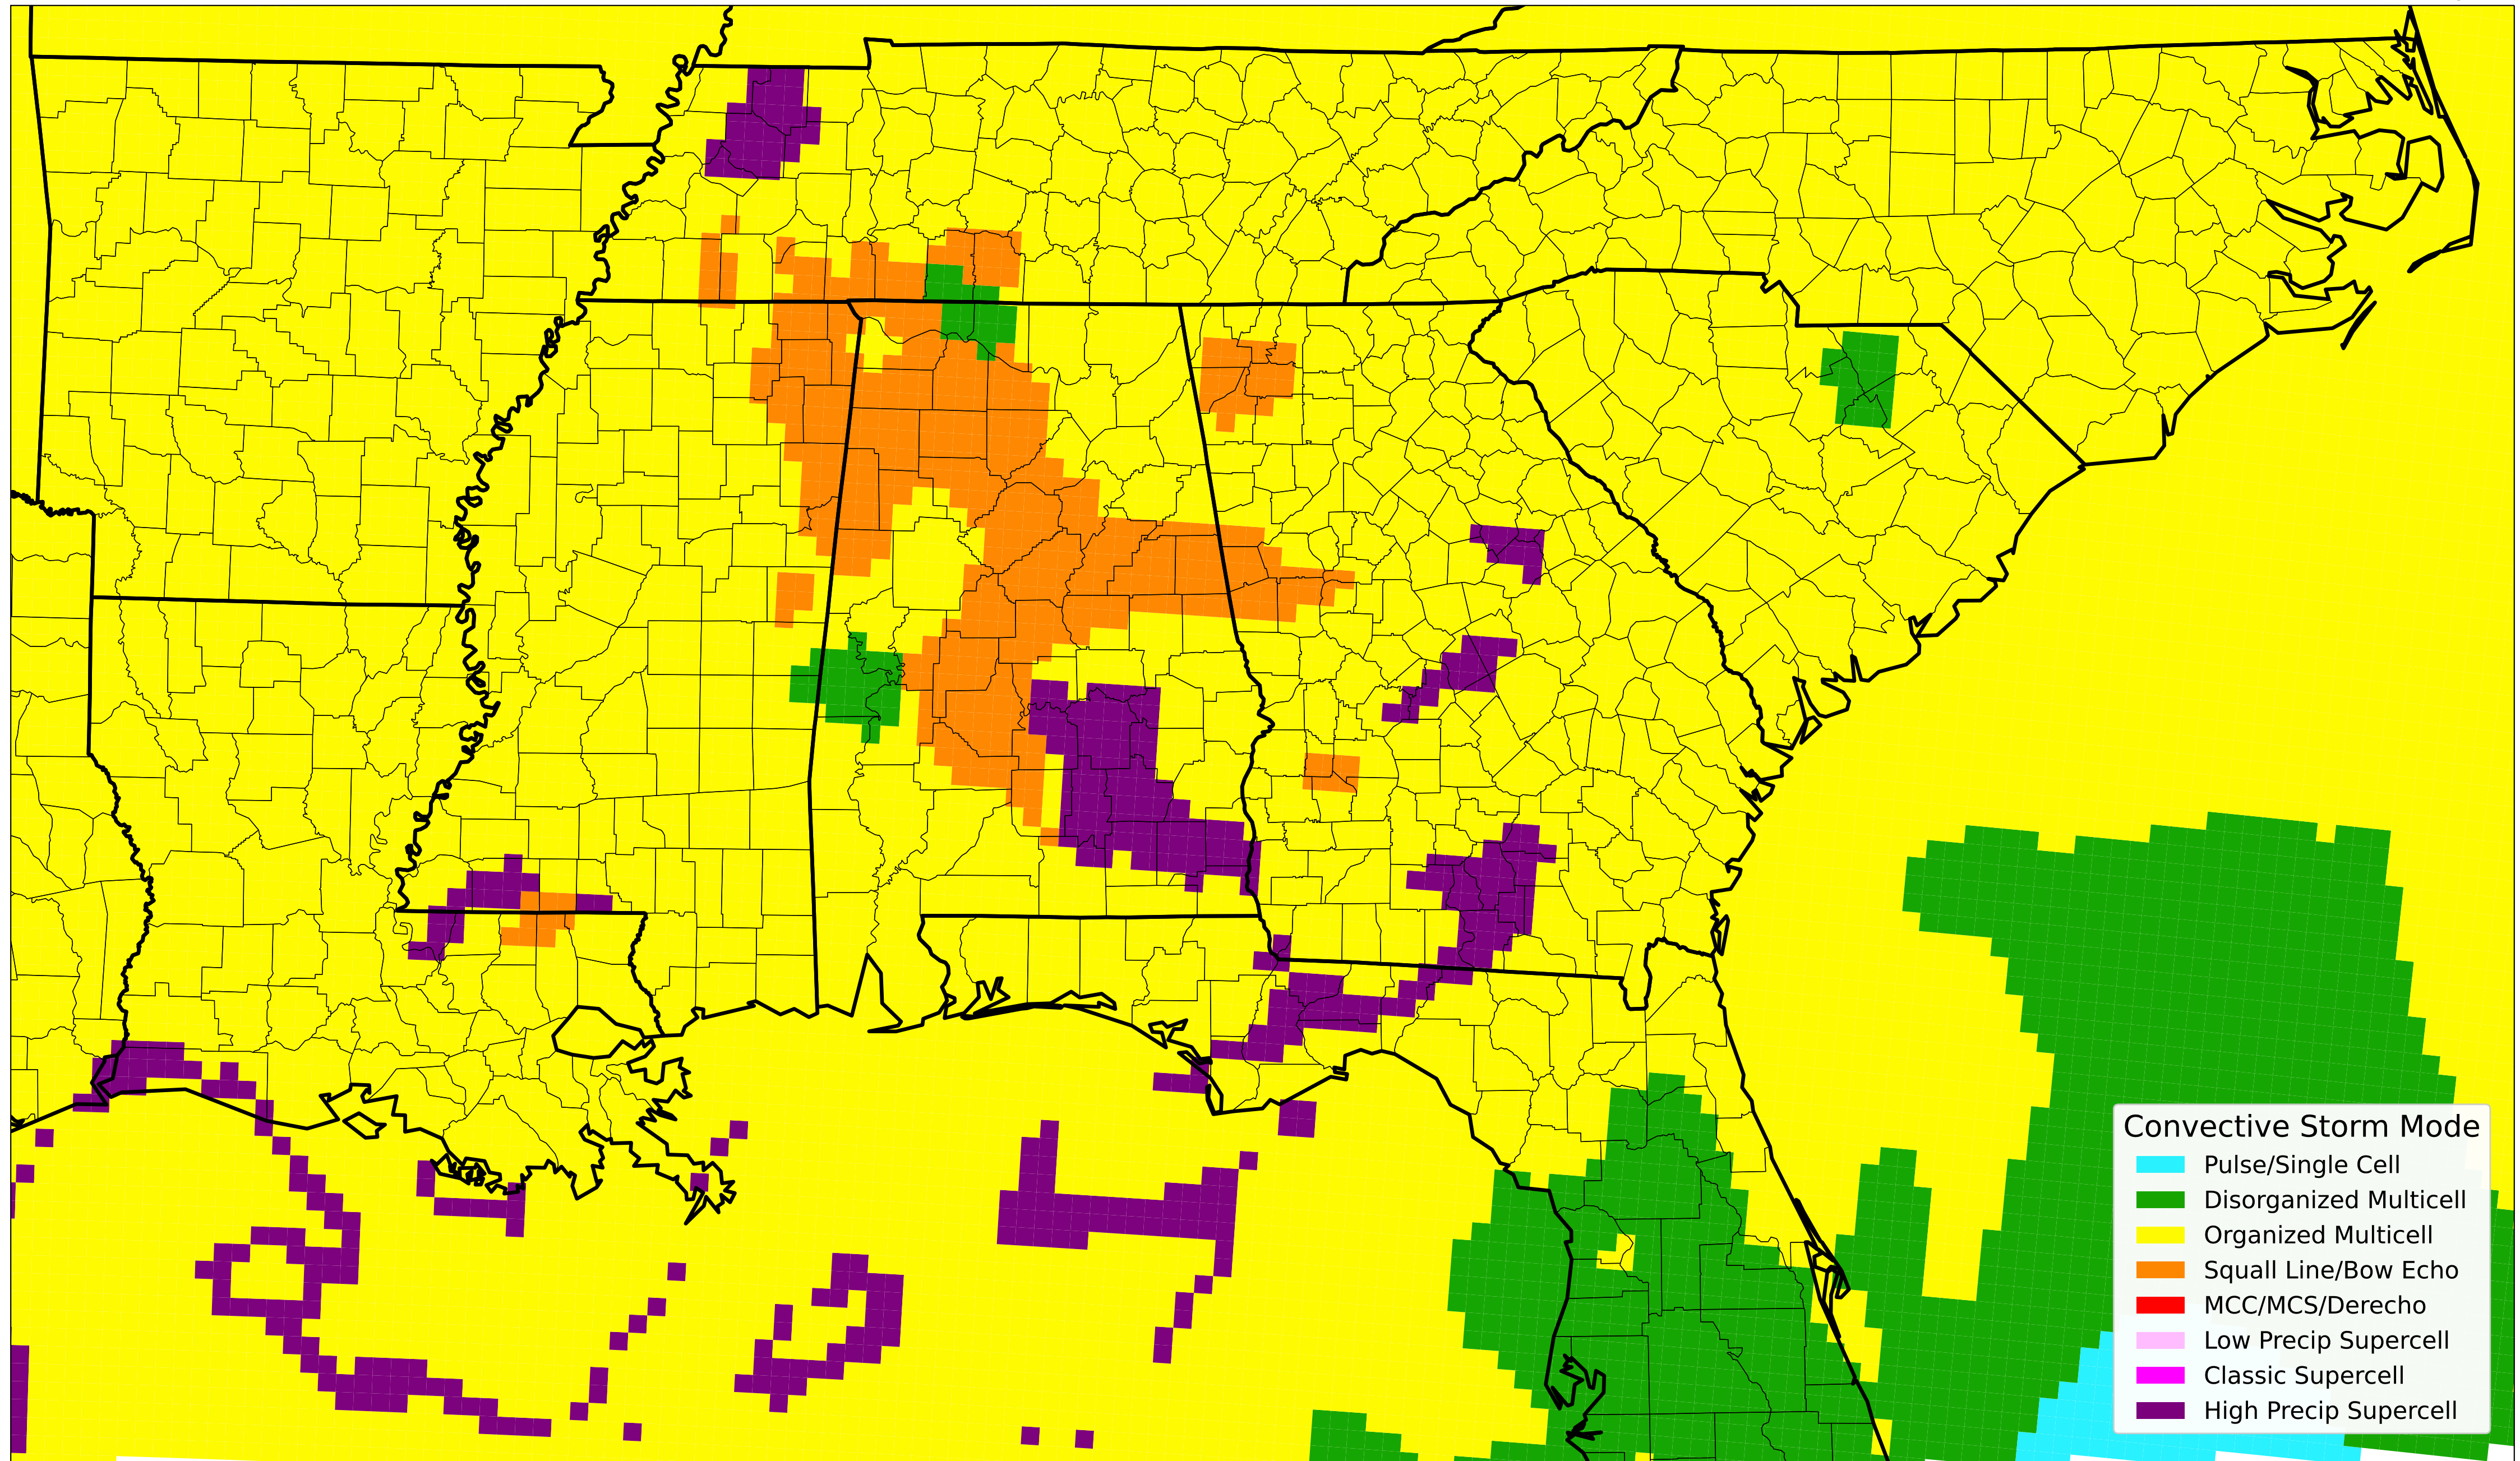 Convective Storm Mode
Pulse/Single Cell
Disorganized Multicell
Organized Multicell
Squall Line/Bow Echo
MCC/MCS/Derecho
Low Precip Supercell
Classic Supercell
High Precip Supercell